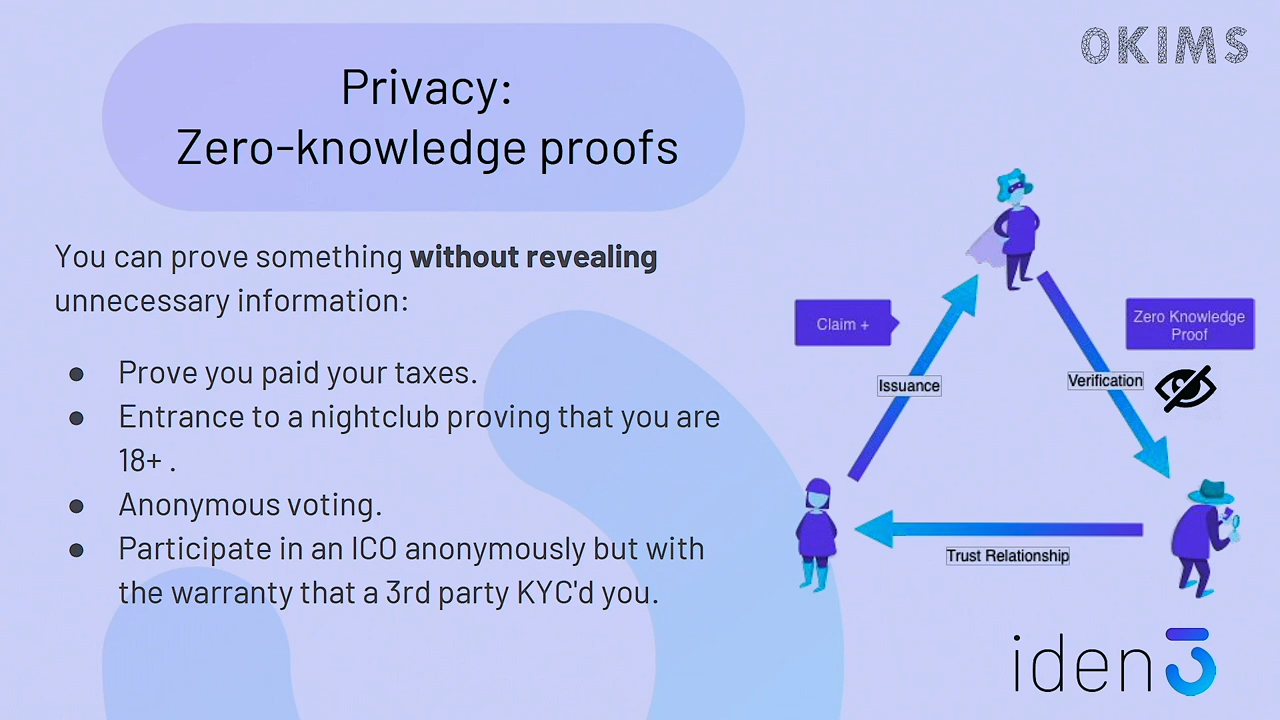 OKIMS
Privacy:
Zero-knowledge proofs
You can prove something without revealing
unnecessary information:
● Prove you paid your taxes.
● Entrance to a nightclub proving that you are
18+ .
● Anonymous voting.
● Participate in an ICO anonymously but with
the warranty that a 3rd party KYC'd you.
Claim +
Zero Knowledge
Proof
Issuance
Verification
Trust Relationship
iden3